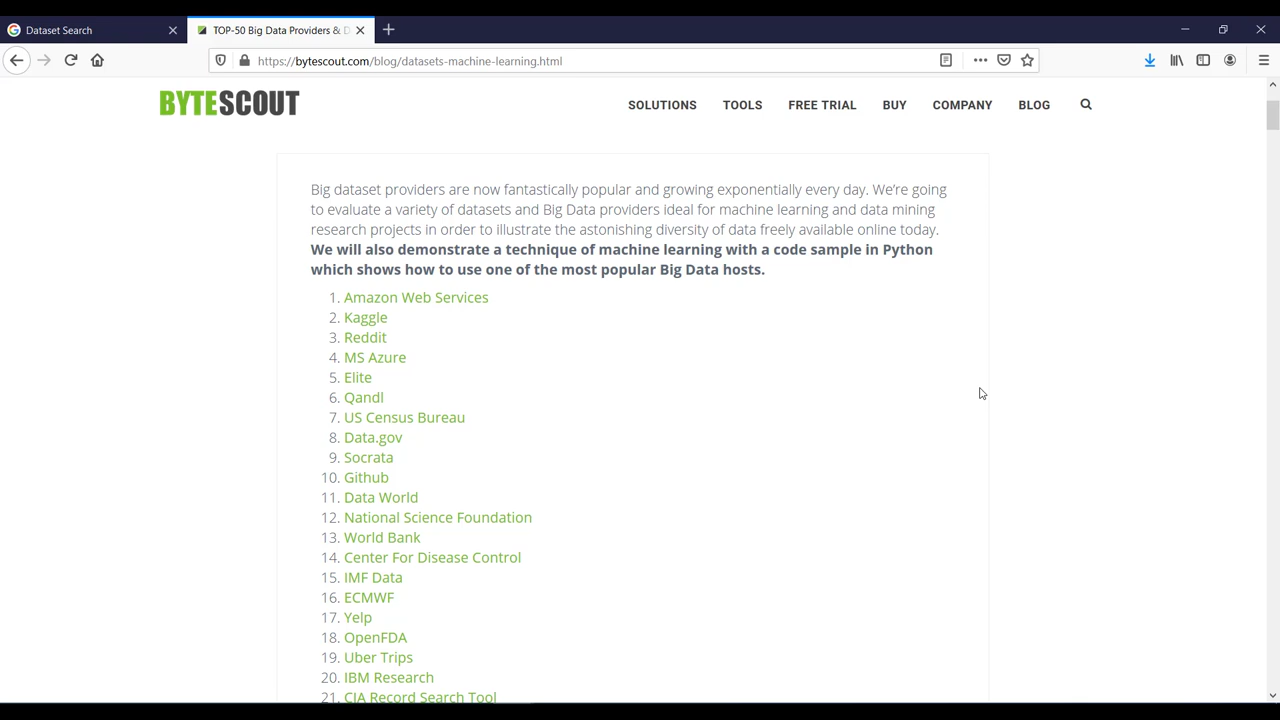 Dataset Search
TOP-50 Big Data Providers & D
https://bytescout.com/blog/datasets-machine-learning.html
BYTESCOUT
SOLUTIONS TOOLS FREE TRIAL BUY COMPANY BLOG
Big dataset providers are now fantastically popular and growing exponentially every day. We’re going
to evaluate a variety of datasets and Big Data providers ideal for machine learning and data mining
research projects in order to illustrate the astonishing diversity of data freely available online today.
We will also demonstrate a technique of machine learning with a code sample in Python
which shows how to use one of the most popular Big Data hosts.
1. Amazon Web Services
2. Kaggle
3. Reddit
4. MS Azure
5. Elite
6. Qandl
7. US Census Bureau
8. Data.gov
9. Socrata
10. Github
11. Data World
12. National Science Foundation
13. World Bank
14. Center For Disease Control
15. IMF Data
16. ECMWF
17. Yelp
18. OpenFDA
19. Uber Trips
20. IBM Research
21. CIA Record Search Tool